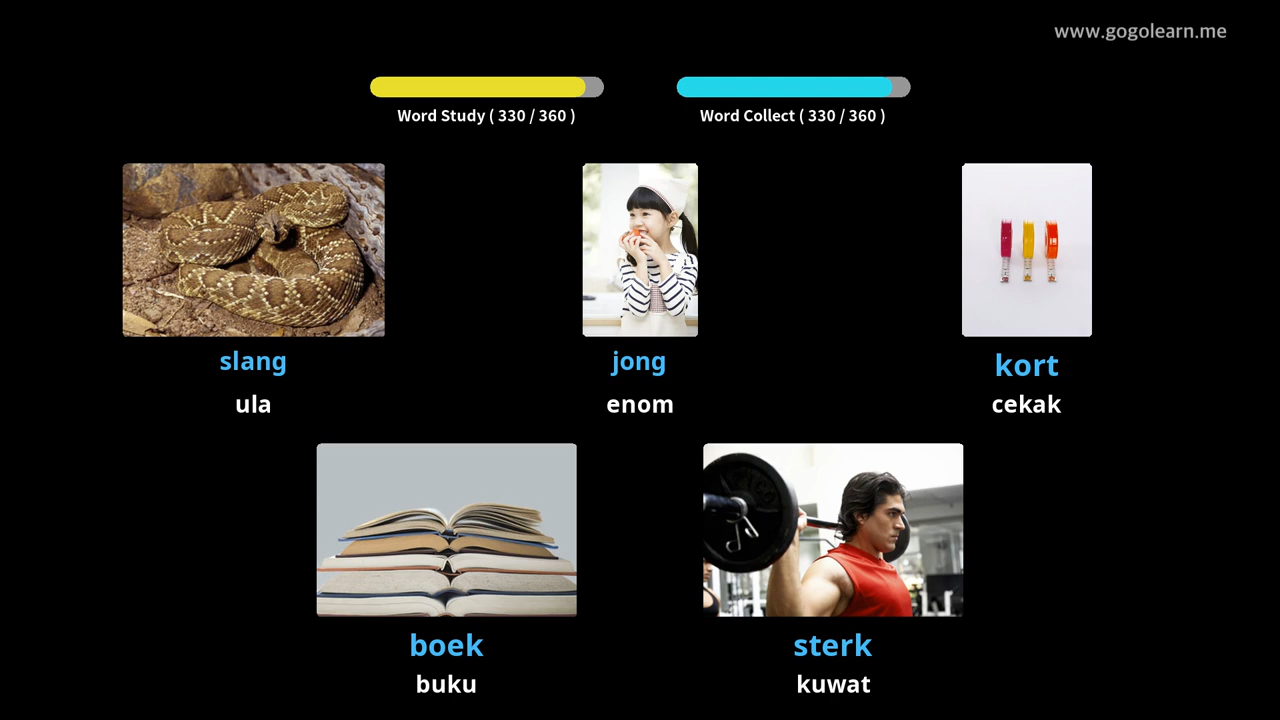 www.gogolearn.me
Word Study ( 330 / 360 )
Word Collect ( 330 / 360 )
slang
jong
kort
ula
enom
cekak
boek
sterk
buku
kuwat